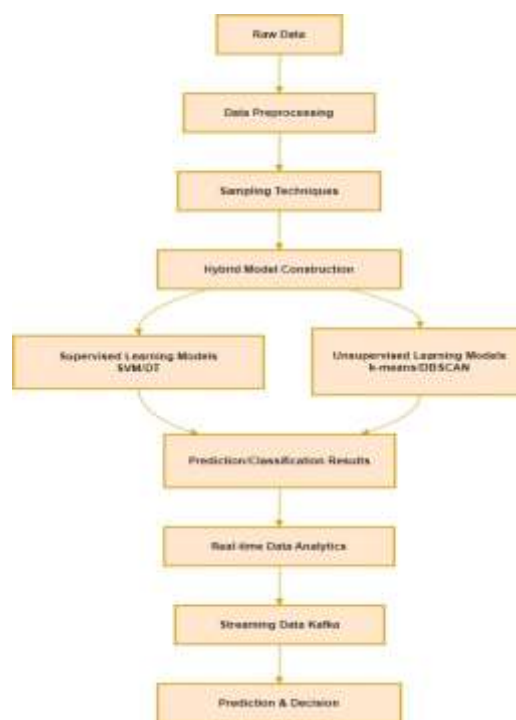 Raw Data
Data Preprocessing
Sampling Techniques
Hybrid Model Construction
Supervised Learning Models
SVM/DT
Unsupervised Learning Models
k-means/DBSCAN
Prediction/Classification Results
Real-time Data Analytics
Streaming Data Kafka
Prediction & Decision